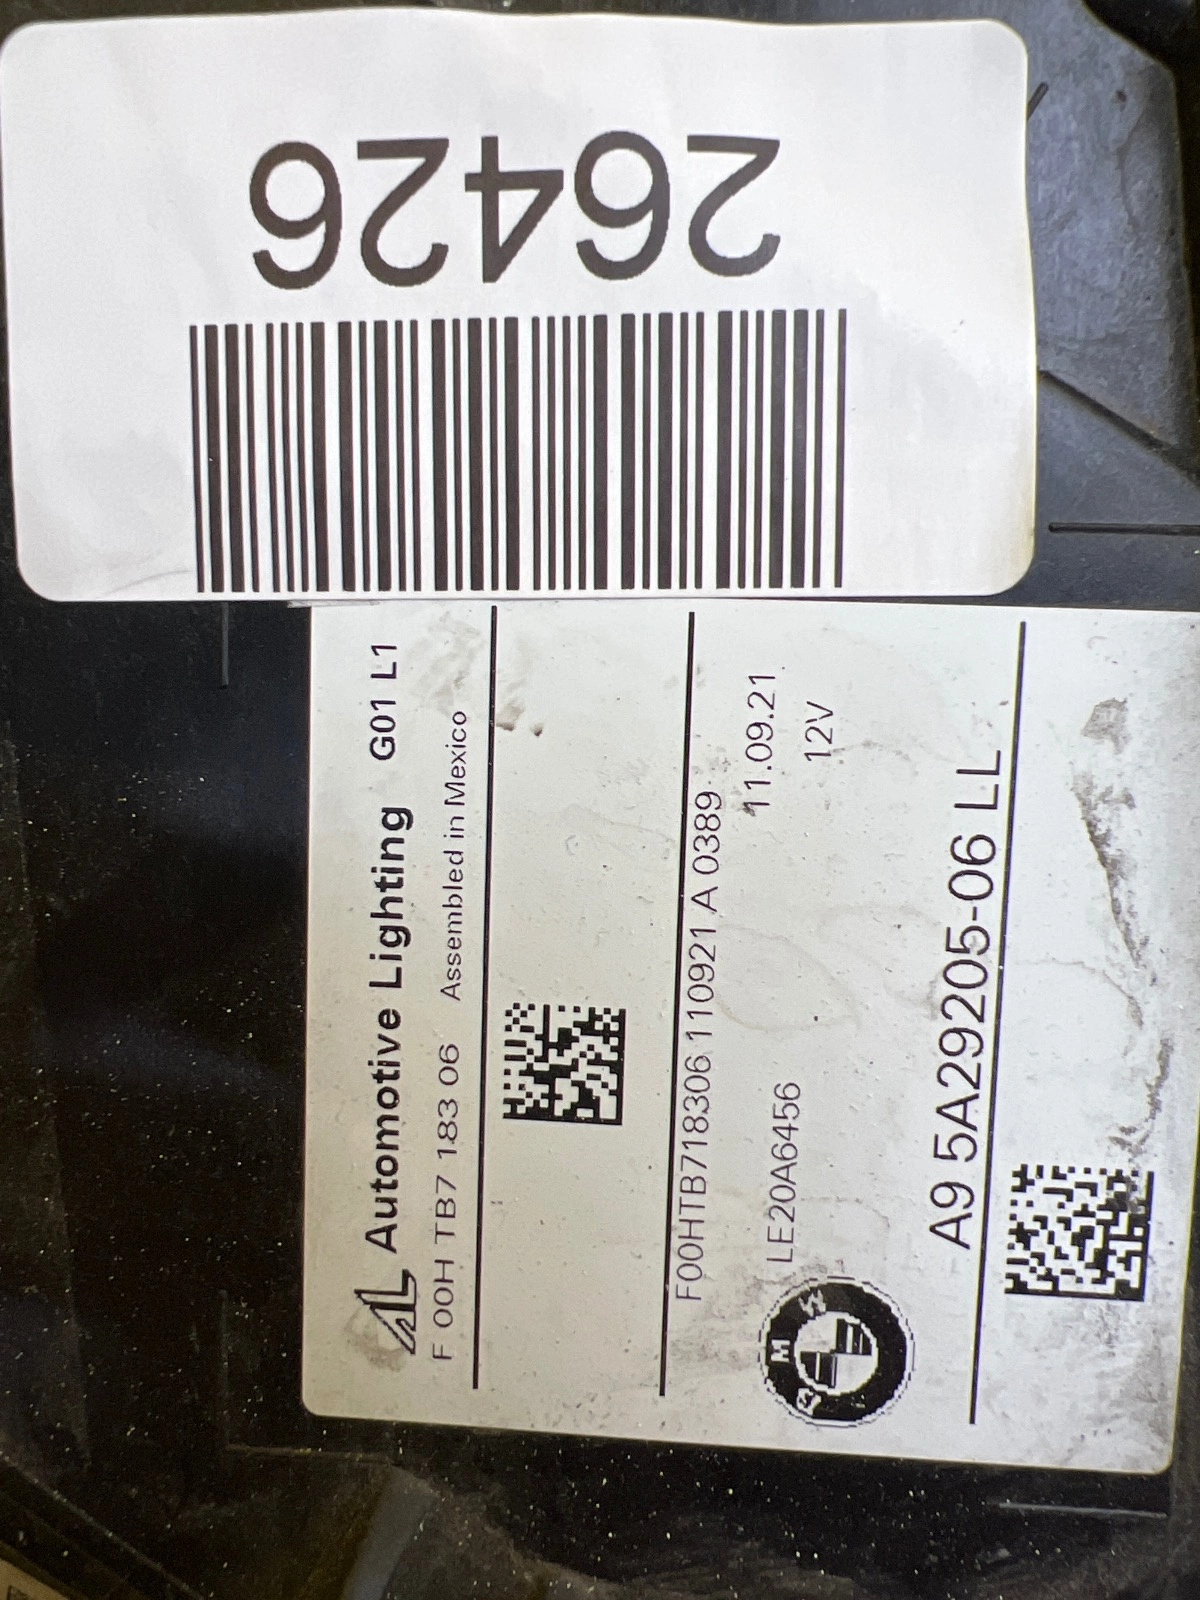 26426
Automotive Lighting G01 L1
F 00H TB7 183 06 Assembled in Mexico
F00HTB718306 110921 A 0389
11.09.21
LE20A6456 12V
BMW
A9 5A29205-06 LL